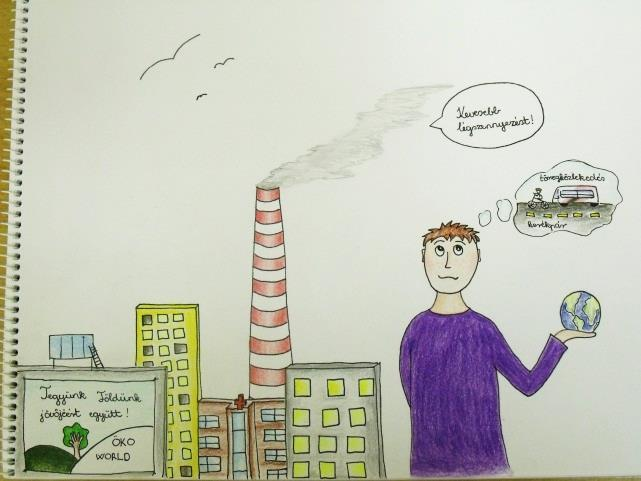 Kevesebb
légszennyezést!
tömegközlekedés
Kerékpár
Tegyünk Földünk
jövőjéért együtt!
ÖKO
WORLD